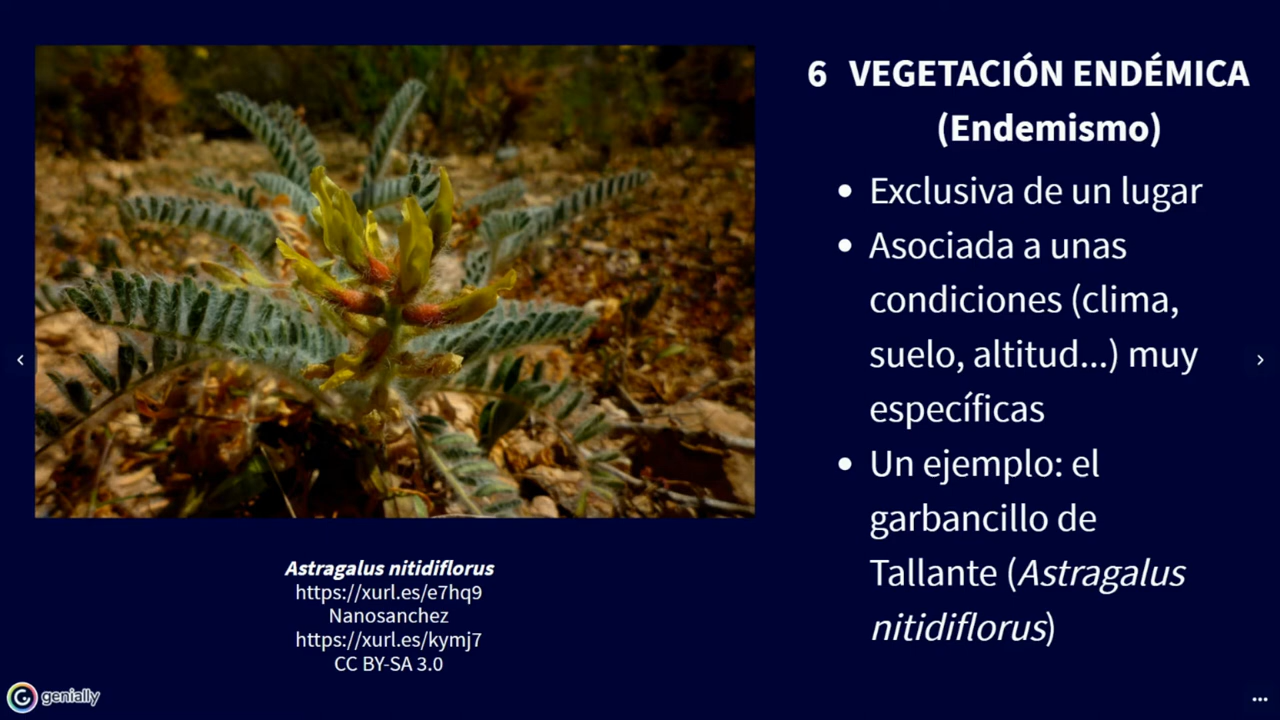 6 VEGETACIÓN ENDÉMICA
(Endemismo)
• Exclusiva de un lugar
• Asociada a unas
condiciones (clima,
suelo, altitud...) muy
específicas
• Un ejemplo: el
garbancillo de
Tallante (Astragalus
nitidiflorus)
Astragalus nitidiflorus
https://xurl.es/e7hq9
Nanosanchez
https://xurl.es/kymj7
CC BY-SA 3.0
genially